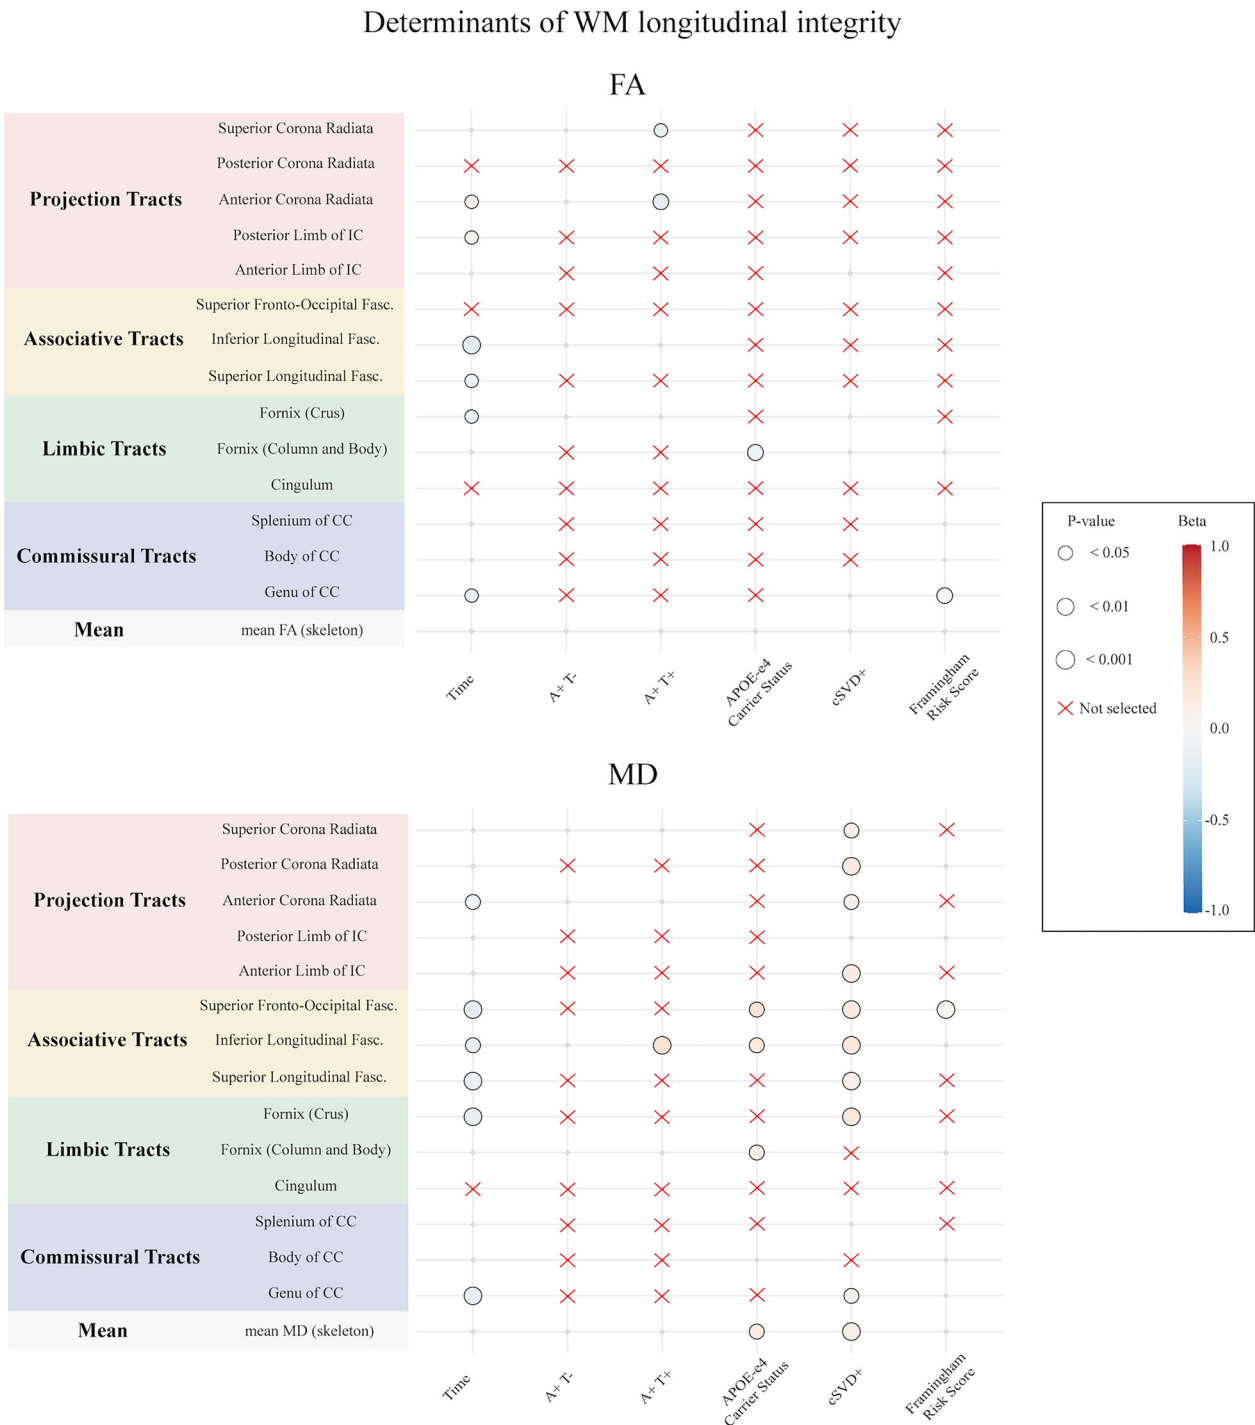 Determinants of WM longitudinal integrity
FA
Projection Tracts
Superior Corona Radiata
Posterior Corona Radiata
Anterior Corona Radiata
Posterior Limb of IC
Anterior Limb of IC
Associative Tracts
Superior Fronto-Occipital Fasc.
Inferior Longitudinal Fasc.
Superior Longitudinal Fasc.
Limbic Tracts
Fornix (Crus)
Fornix (Column and Body)
Cingulum
Commissural Tracts
Splenium of CC
Body of CC
Genu of CC
Mean
mean FA (skeleton)
Time
A+ T-
A+ T+
APOE-e4
Carrier Status
cSVD+
Framingham
Risk Score
P-value
< 0.05
< 0.01
< 0.001
Not selected
Beta
1.0
0.5
0.0
-0.5
-1.0
MD
Projection Tracts
Superior Corona Radiata
Posterior Corona Radiata
Anterior Corona Radiata
Posterior Limb of IC
Anterior Limb of IC
Associative Tracts
Superior Fronto-Occipital Fasc.
Inferior Longitudinal Fasc.
Superior Longitudinal Fasc.
Limbic Tracts
Fornix (Crus)
Fornix (Column and Body)
Cingulum
Commissural Tracts
Splenium of CC
Body of CC
Genu of CC
Mean
mean MD (skeleton)
Time
A+ T-
A+ T+
APOE-e4
Carrier Status
cSVD+
Framingham
Risk Score